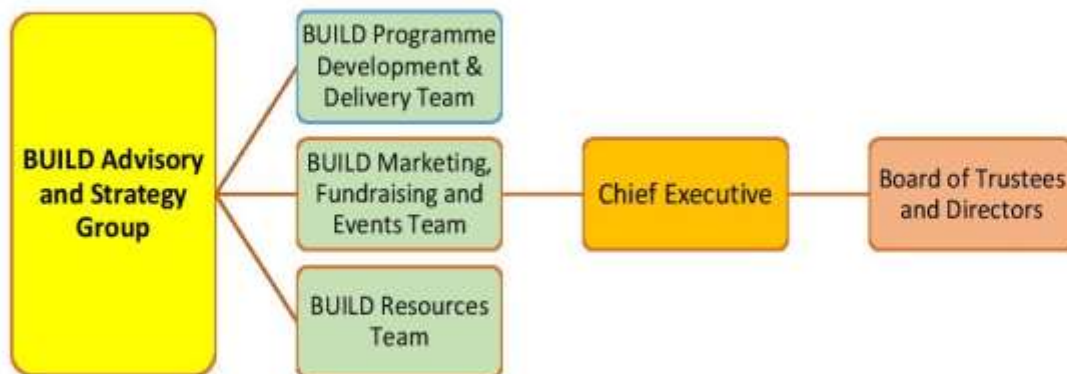 BUILD Advisory
and Strategy
Group
BUILD Programme
Development &
Delivery Team
BUILD Marketing,
Fundraising and
Events Team
BUILD Resources
Team
Chief Executive
Board of Trustees
and Directors